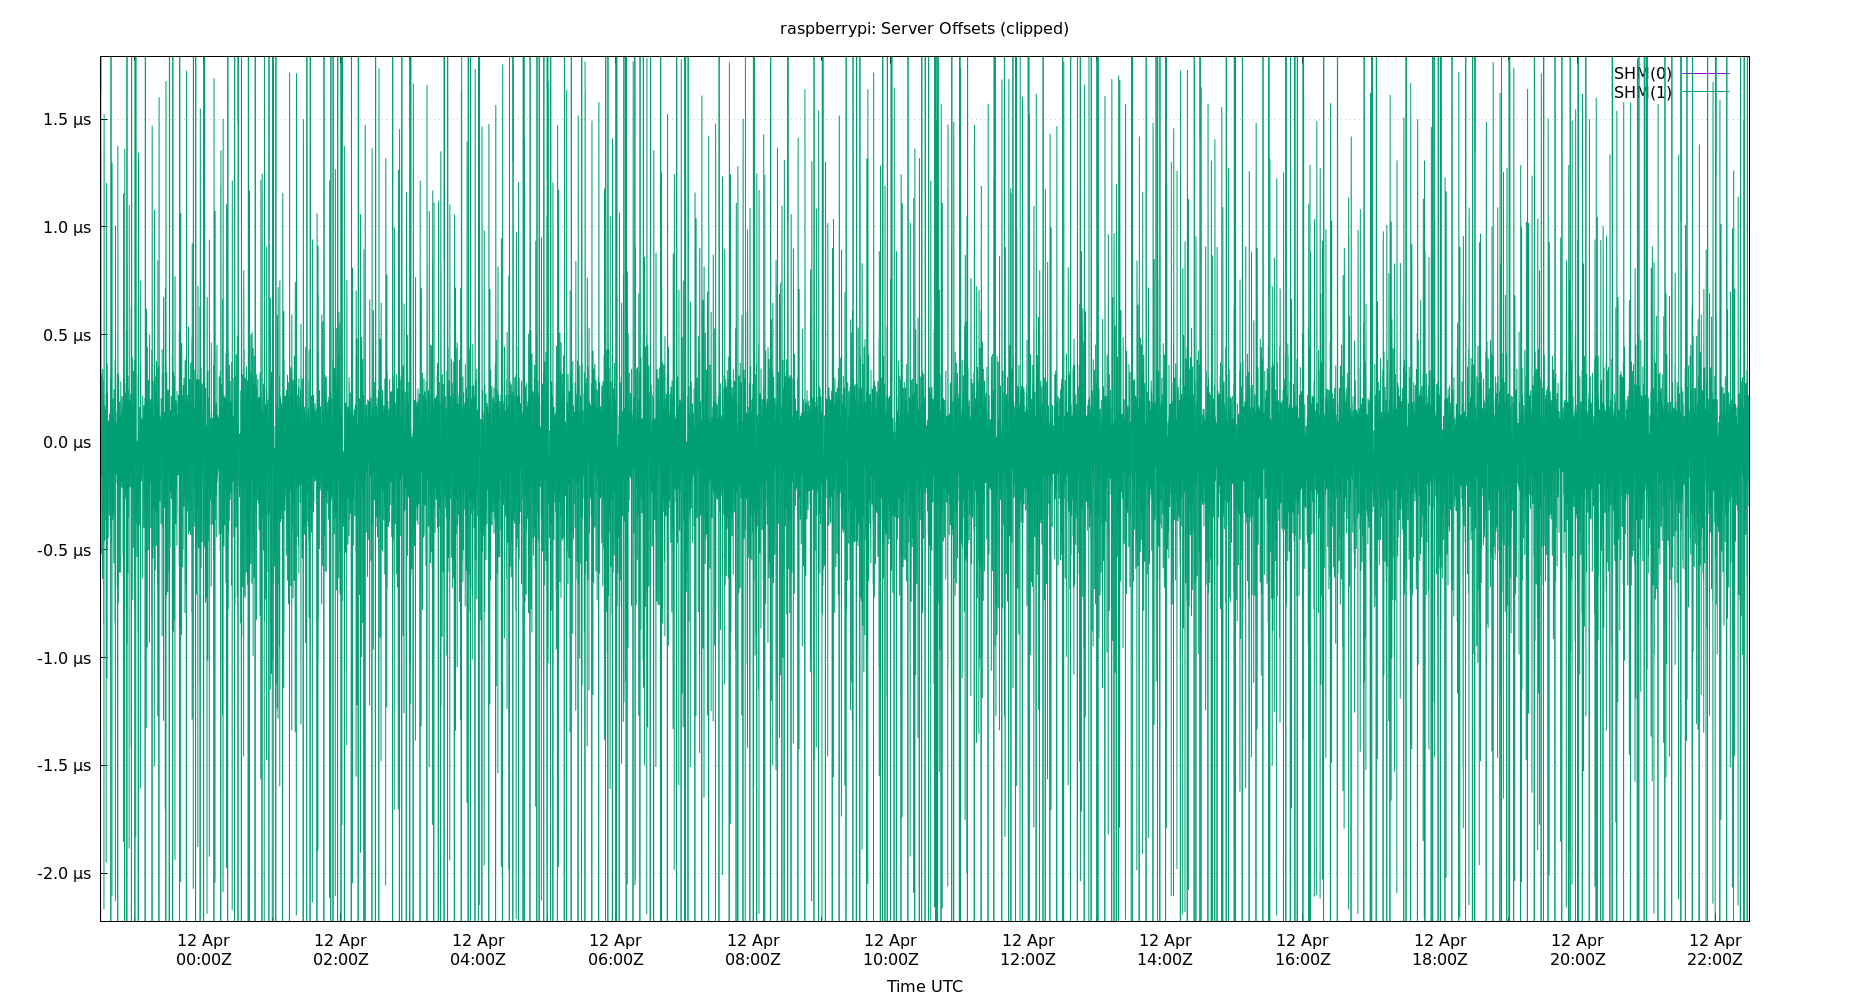 raspberrypi: Server Offsets (clipped)
SHM(0)
SHM(1)
1.5 µs
1.0 µs
0.5 µs
0.0 µs
-0.5 µs
-1.0 µs
-1.5 µs
-2.0 µs
12 Apr 12 Apr 12 Apr 12 Apr 12 Apr 12 Apr 12 Apr 12 Apr 12 Apr 12 Apr 12 Apr 12 Apr
00:00Z 02:00Z 04:00Z 06:00Z 08:00Z 10:00Z 12:00Z 14:00Z 16:00Z 18:00Z 20:00Z 22:00Z
Time UTC